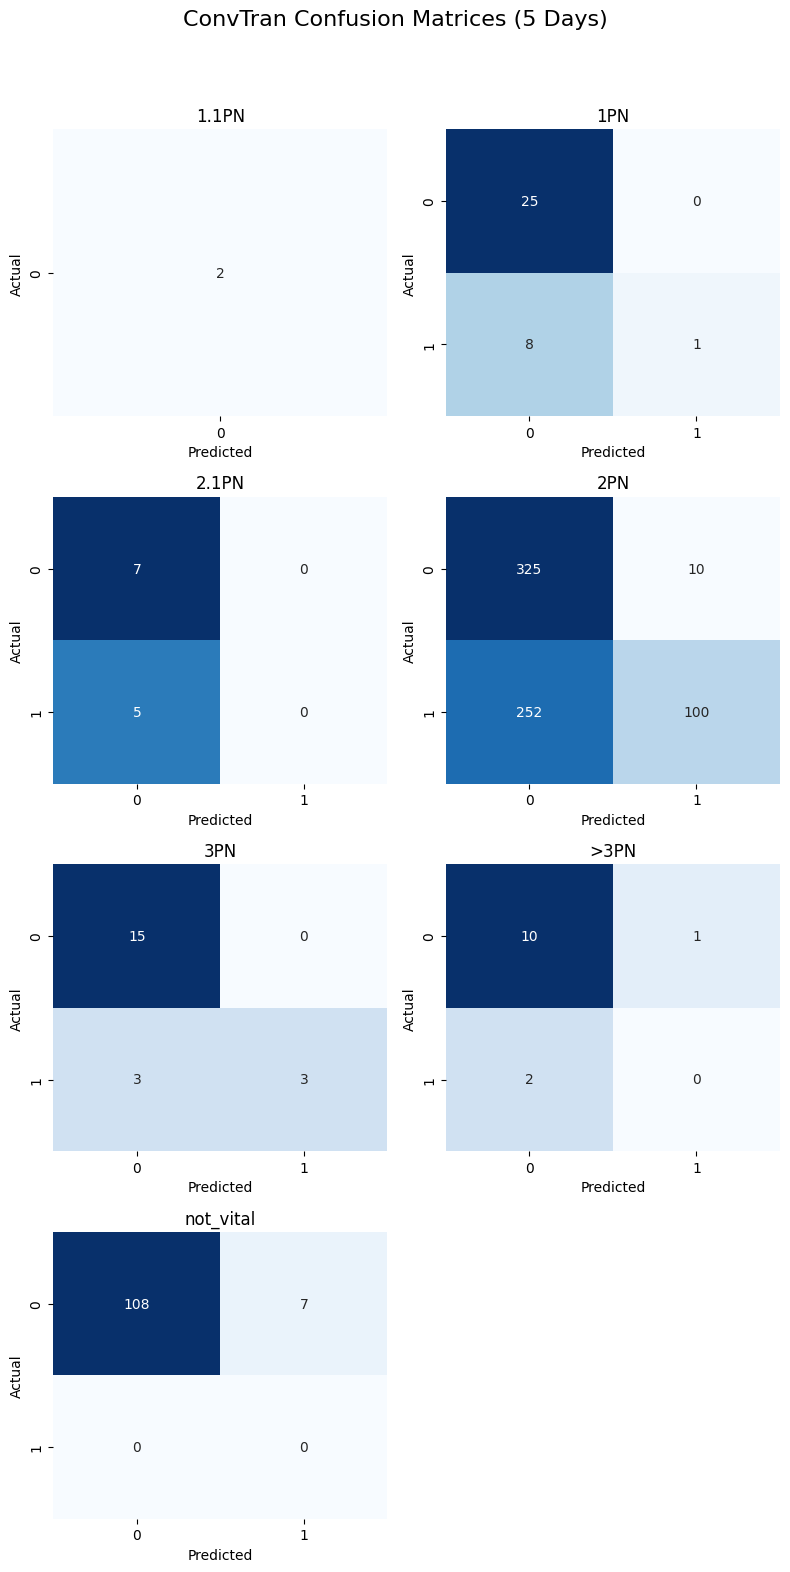 ConvTran Confusion Matrices (5 Days)
1.1PN
Actual
0
2
0
Predicted
1PN
Actual
0
25 0
1
8 1
0 1
Predicted
2.1PN
Actual
0
7 0
1
5 0
0 1
Predicted
2PN
Actual
0
325 10
1
252 100
0 1
Predicted
3PN
Actual
0
15 0
1
3 3
0 1
Predicted
>3PN
Actual
0
10 1
1
2 0
0 1
Predicted
not_vital
Actual
0
108 7
1
0 0
0 1
Predicted